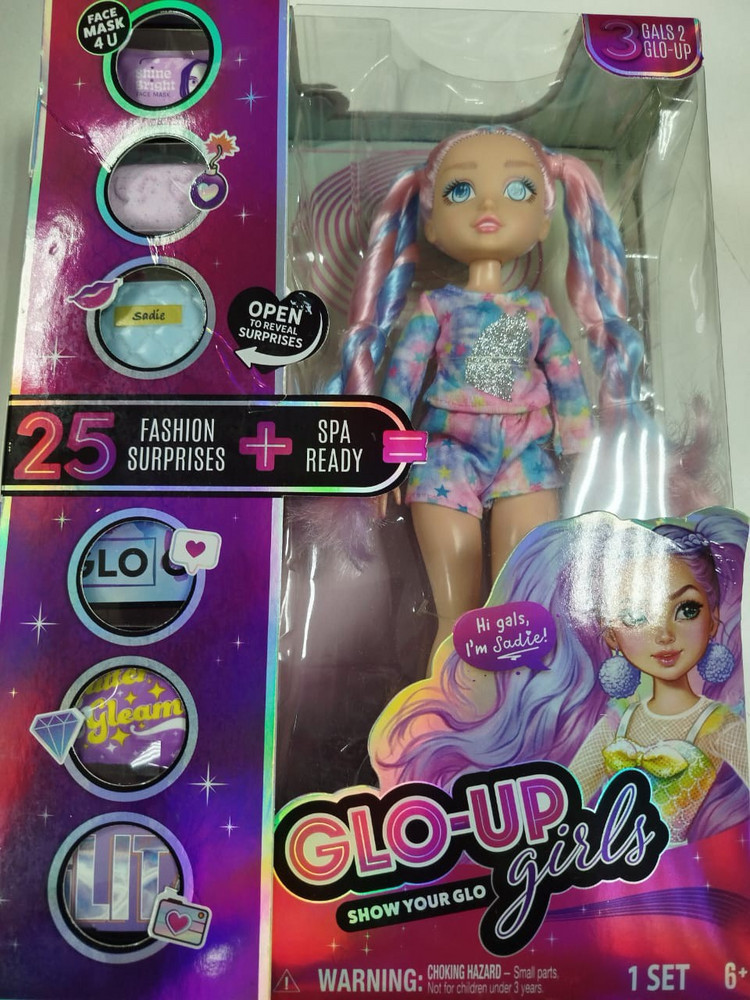 FACE
MASK
4 U
3 GALS 2
GLO-UP
Shine
Bright
FACE MASK
Sadie
OPEN
TO REVEAL
SURPRISES
25 FASHION
SURPRISES
+
SPA
READY
=
GLO
Gleam
Hi gals,
I'm Sadie!
LIT
GLO-UP
girls
SHOW YOUR GLO
WARNING: CHOKING HAZARD – Small parts.
Not for children under 3 years.
1 SET 6+